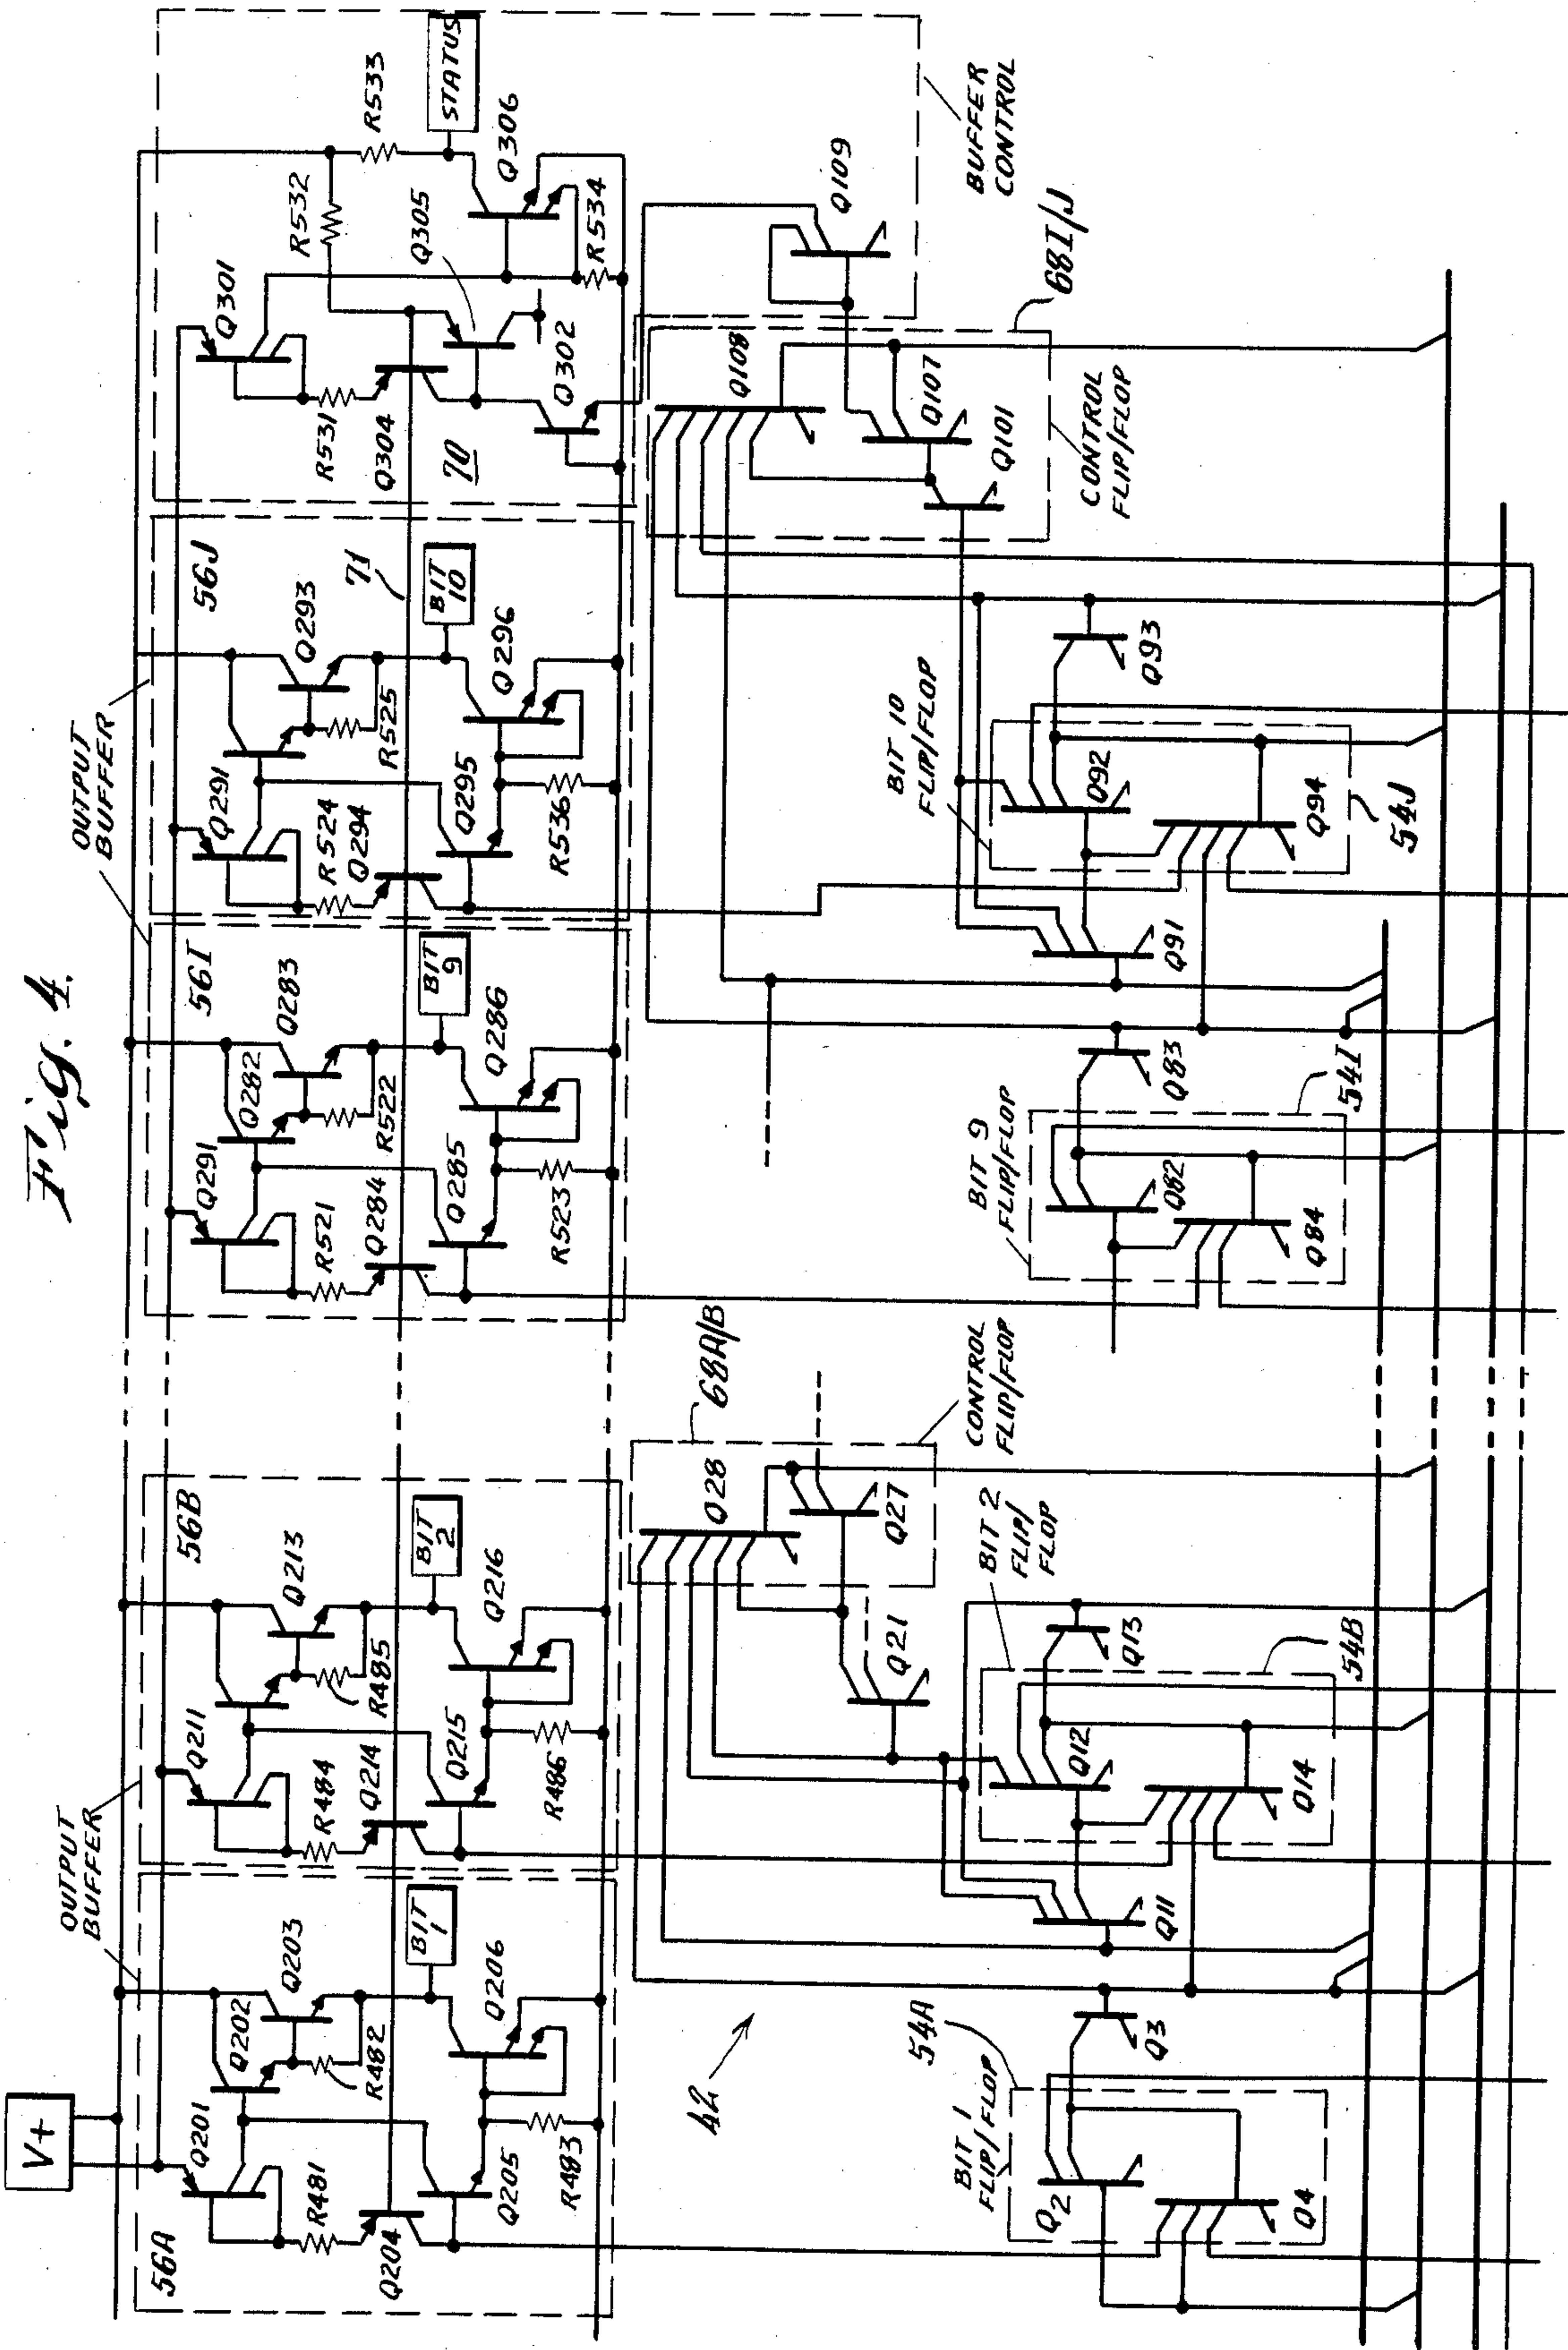 Fig. 4.
V+
OUTPUT
BUFFER
OUTPUT
BUFFER
56A
Q201
Q202
Q203
R481
R482
Q204
Q205
Q206
R483
BIT
1
56B
Q211
Q213
R484
R485
Q214
Q215
Q216
R486
BIT
2
56I
Q291
Q282
Q283
R521
R522
Q284
Q285
Q286
R523
BIT
9
56J
Q291
Q293
R524
R525
Q294
Q295
Q296
R536
BIT
10
71
Q301
R532
R533
R531
Q304
Q305
Q306
R534
Q302
70
STATUS
BUFFER
CONTROL
Q109
68I/J
Q108
Q107
Q101
CONTROL
FLIP/FLOP
42
54A
BIT 1
FLIP/FLOP
Q2
Q3
Q4
68A/B
Q28
Q27
CONTROL
FLIP/FLOP
Q21
BIT 2
FLIP/
FLOP
Q11
Q12
Q13
Q14
54B
BIT 9
FLIP/FLOP
Q82
Q83
Q84
54I
BIT 10
FLIP/FLOP
Q91
Q92
Q93
Q94
54J